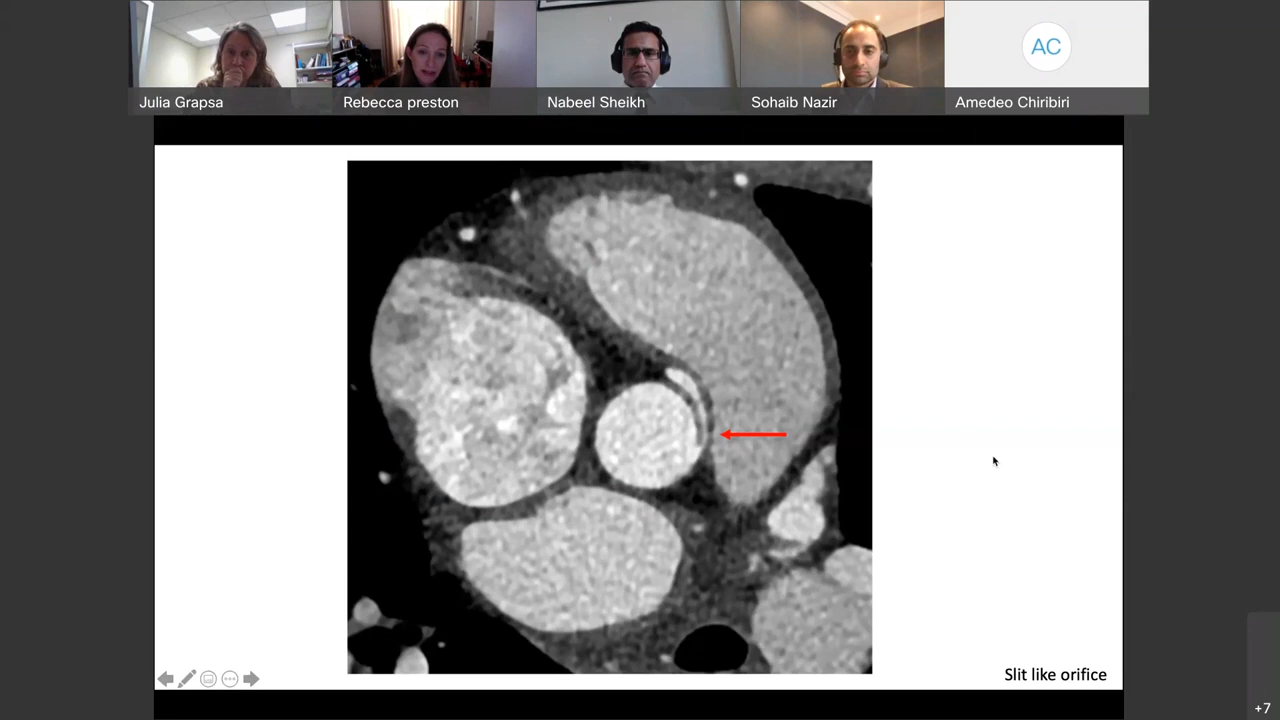 AC
Julia Grapsa
Rebecca preston
Nabeel Sheikh
Sohaib Nazir
Amedeo Chiribiri
Slit like orifice
+7